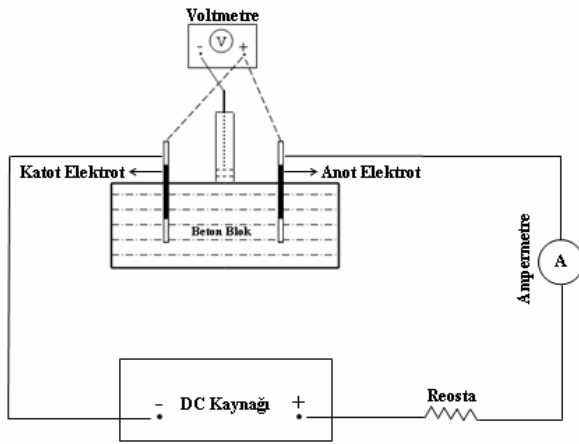 Voltmetre
- V +
Katot Elektrot
Anot Elektrot
Beton Blok
Ampermetre
A
- DC Kaynağı +
Reosta